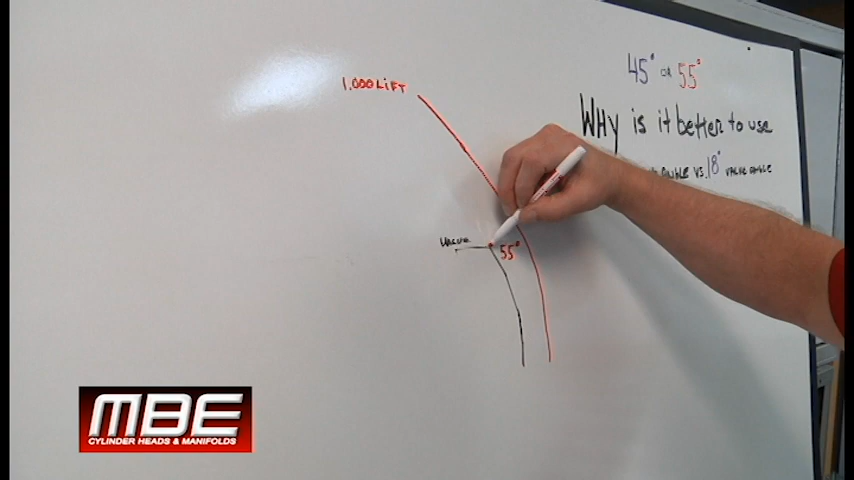 45° OR 55°
1.000 LIFT
WHY is it better to use
ANGLE VS. 18° VALVE ANGLE
VALVE
55°
MBE
CYLINDER HEADS & MANIFOLDS